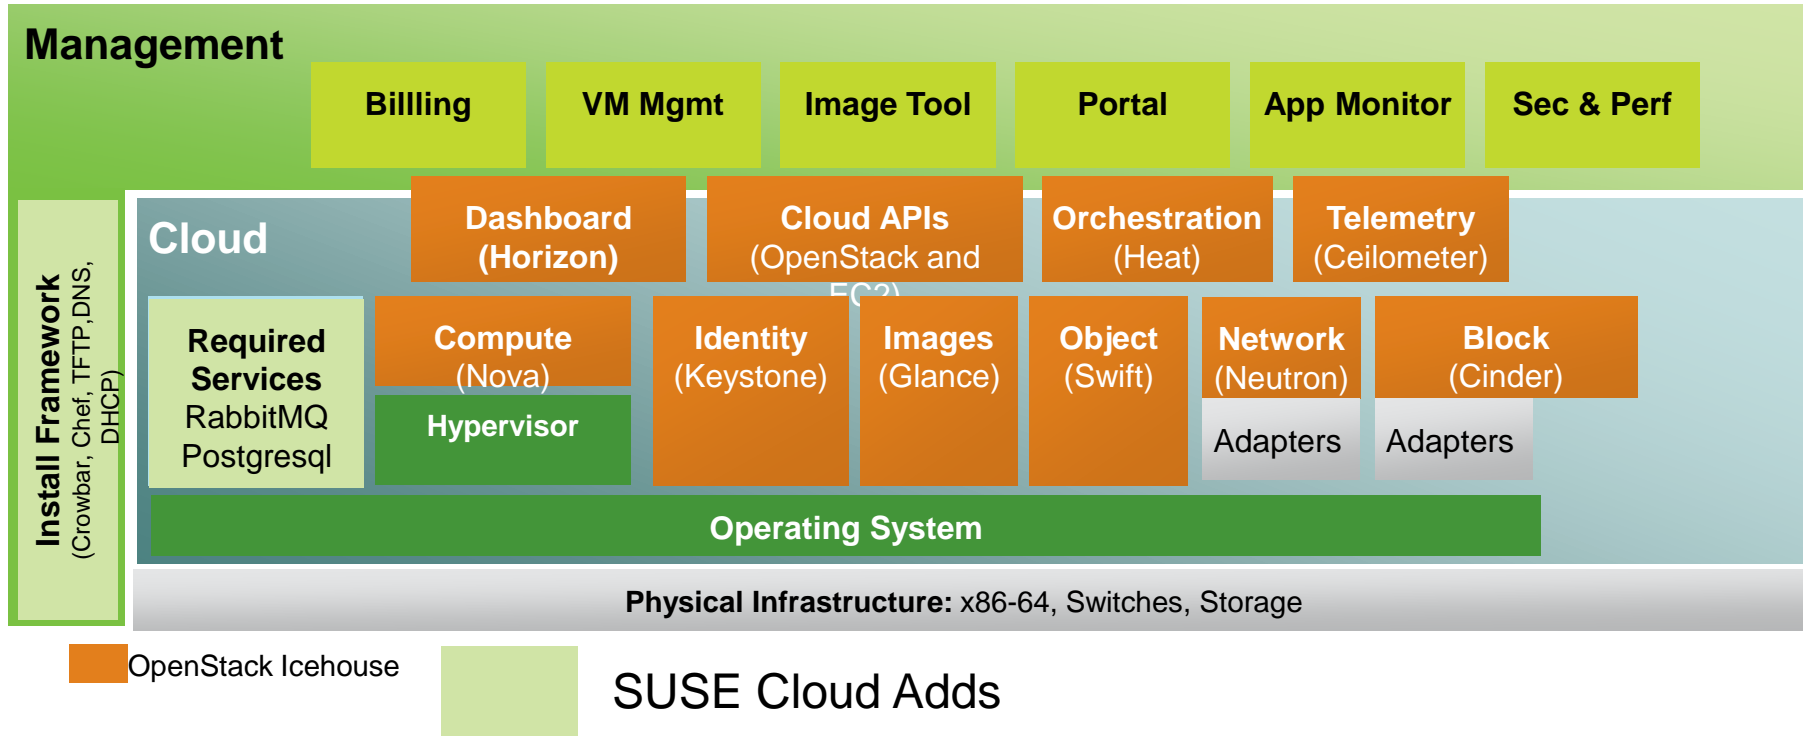 Management
Billling
VM Mgmt
Image Tool
Portal
App Monitor
Sec & Perf
Install Framework
(Crowbar, Chef, TFTP,DNS,
DHCP)
Cloud
Dashboard
(Horizon)
Cloud APIs
(OpenStack and
EC2)
Orchestration
(Heat)
Telemetry
(Ceilometer)
Required
Services
RabbitMQ
Postgresql
Compute
(Nova)
Hypervisor
Identity
(Keystone)
Images
(Glance)
Object
(Swift)
Network
(Neutron)
Adapters
Block
(Cinder)
Adapters
Operating System
Physical Infrastructure: x86-64, Switches, Storage
OpenStack Icehouse
SUSE Cloud Adds